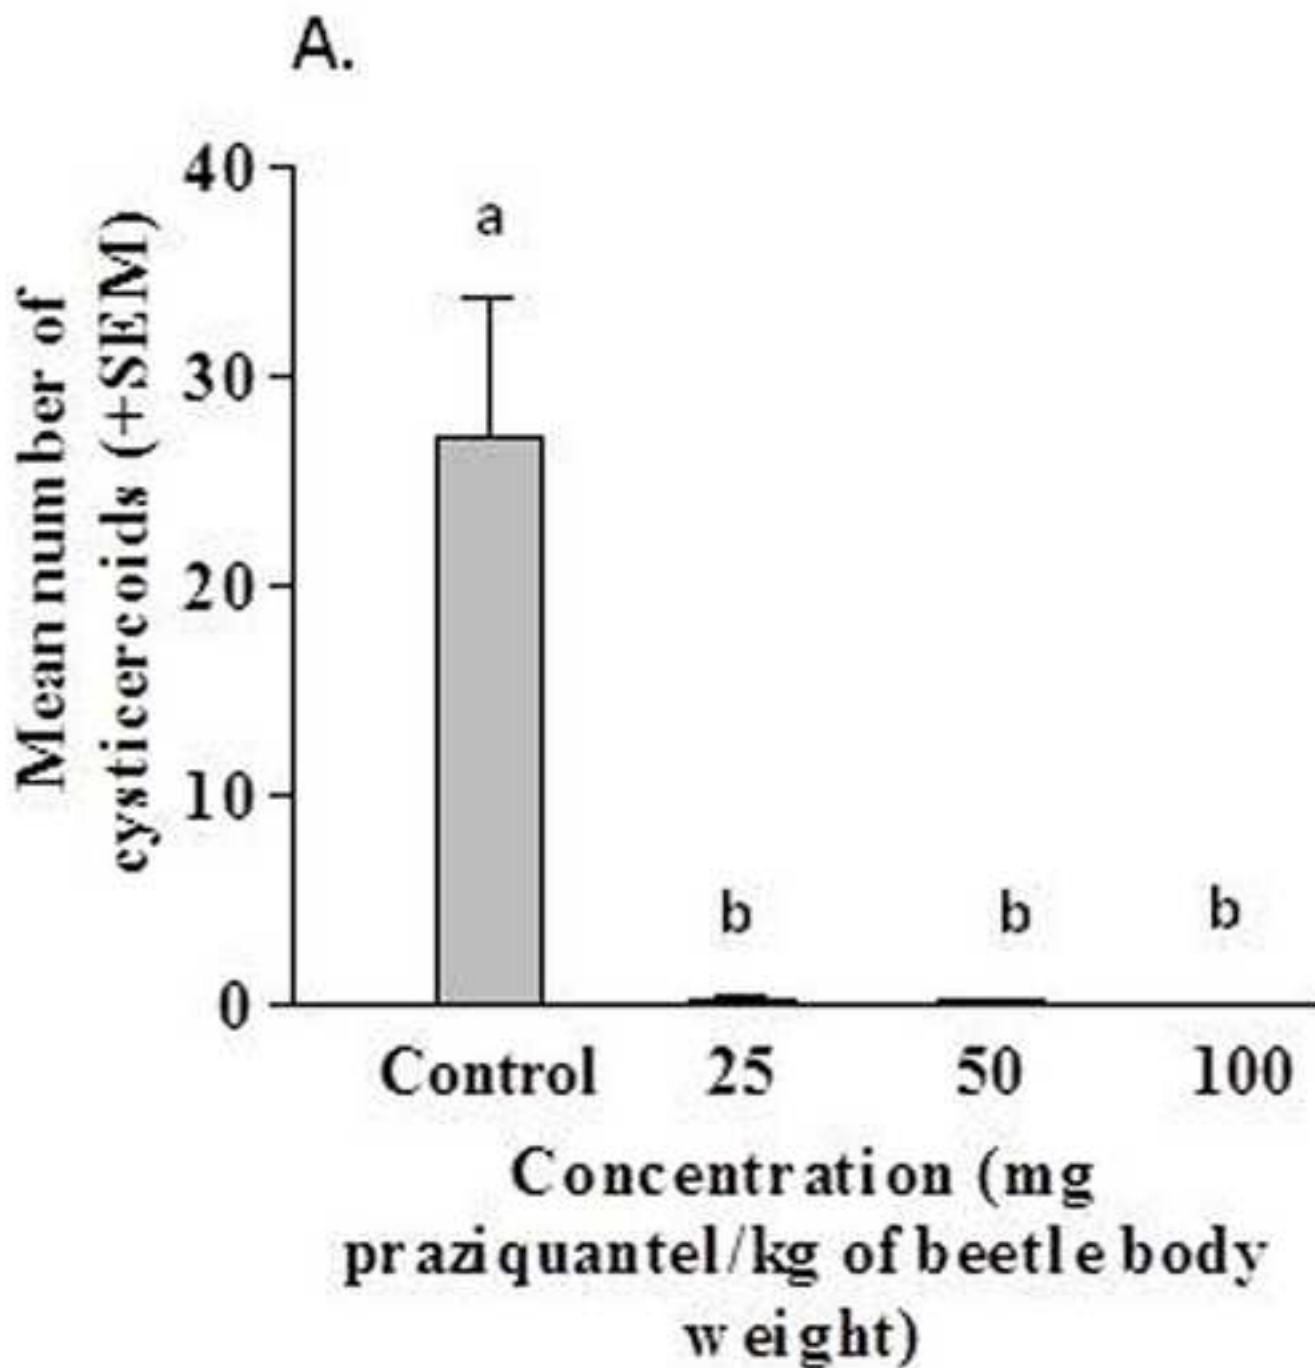 A.
Mean number of
cysticercoids (+SEM)
40
30
20
10
0
a
b b b
Control 25 50 100
Concentration (mg
praziquantel/kg of beetle body
weight)